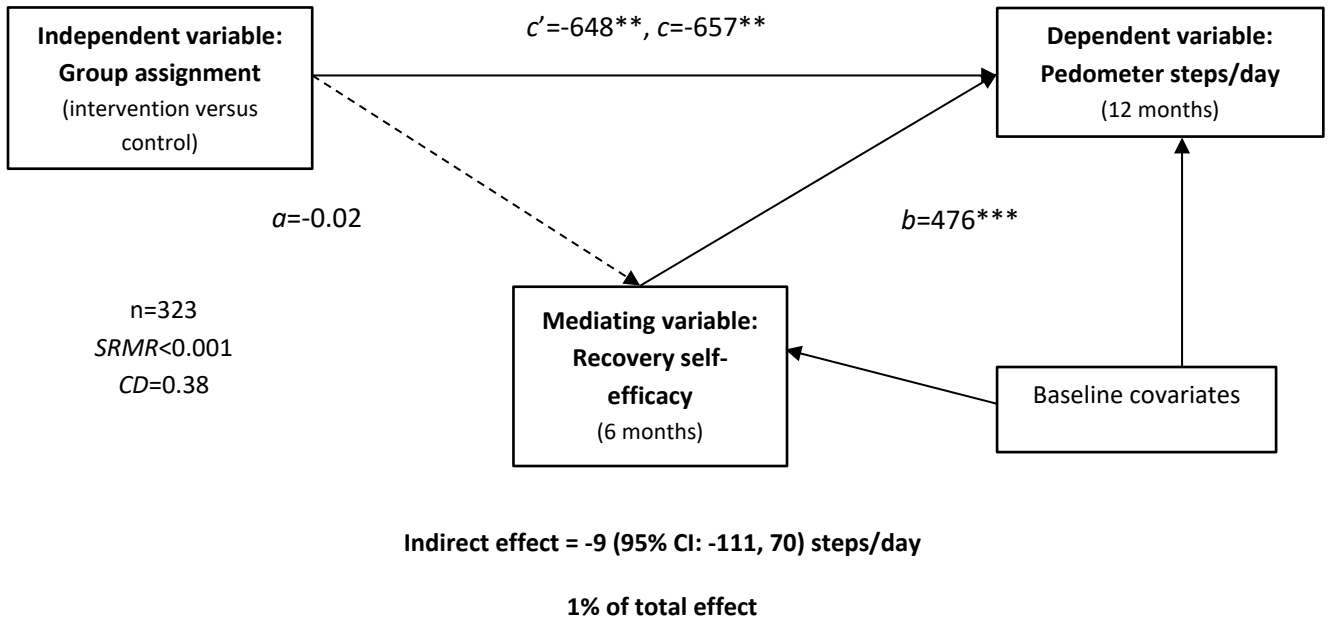 Independent variable:
Group assignment
(intervention versus
control)
c’=-648**, c=-657**
Dependent variable:
Pedometer steps/day
(12 months)
a=-0.02
b=476***
n=323
SRMR<0.001
CD=0.38
Mediating variable:
Recovery self-
efficacy
(6 months)
Baseline covariates
Indirect effect = -9 (95% CI: -111, 70) steps/day
1% of total effect